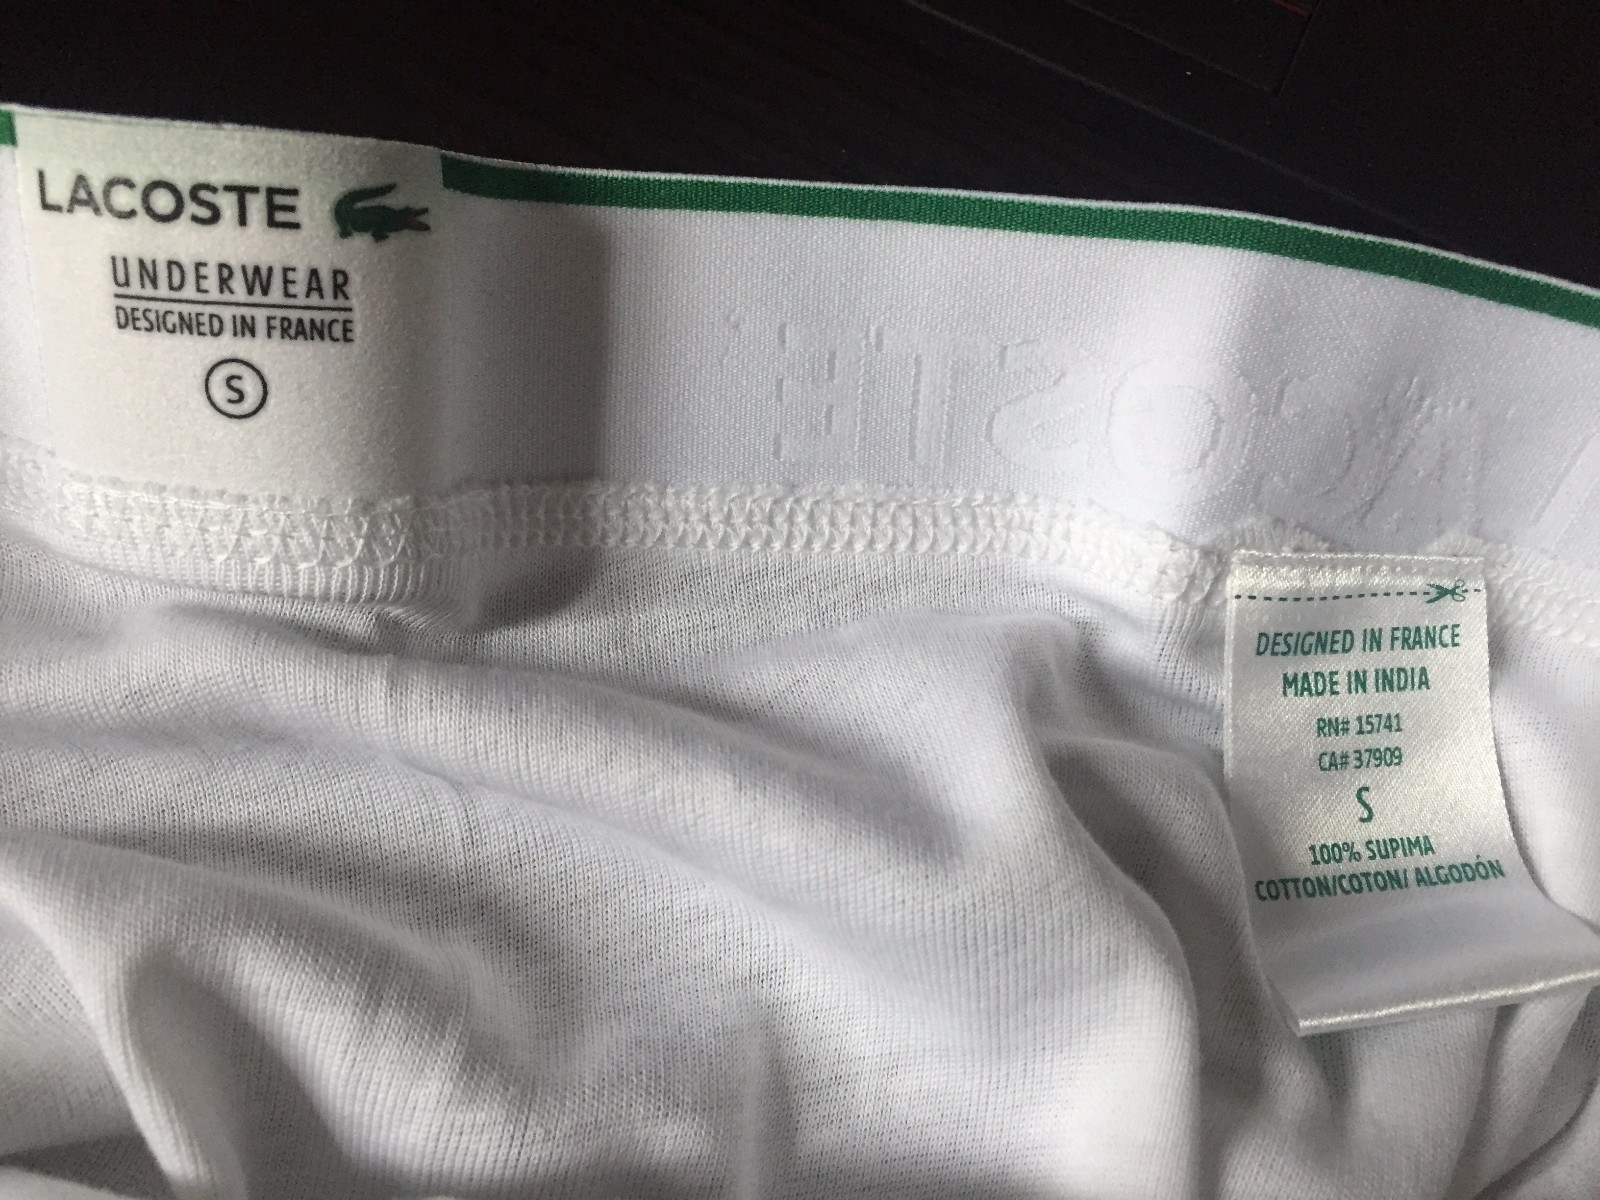 LACOSTE
UNDERWEAR
DESIGNED IN FRANCE
S
LACOSTE
DESIGNED IN FRANCE
MADE IN INDIA
RN# 15741
CA# 37909
S
100% SUPIMA
COTTON/COTON/ ALGODÓN